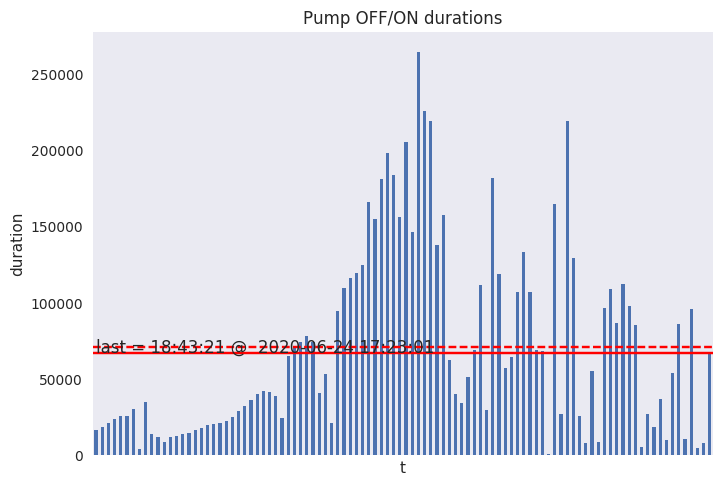 Pump OFF/ON durations
250000
200000
150000
100000
50000
0
duration
last = 18:43:21 @  2020-06-24 17:23:01
t